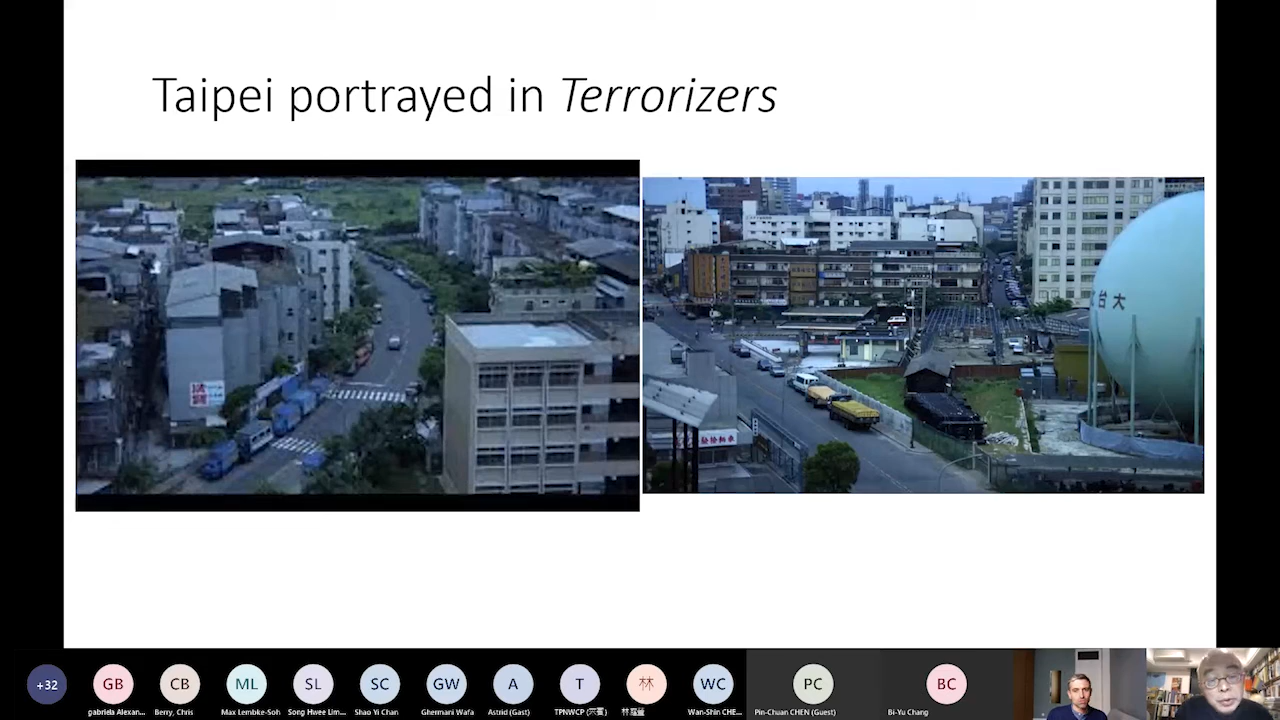 Taipei portrayed in Terrorizers
大台北
+32
GB
CB
ML
SL
SC
GW
A
T
林
WC
PC
BC
gabriela Alexan...
Berry, Chris
Max Lembke-Soh
Song Hwee Lim...
Shao Yi Chan
Ghermani Wafa
Astrid (Gast)
Wan-Shin CHE...
Pin-Chuan CHEN (Guest)
Bi-Yu Chang